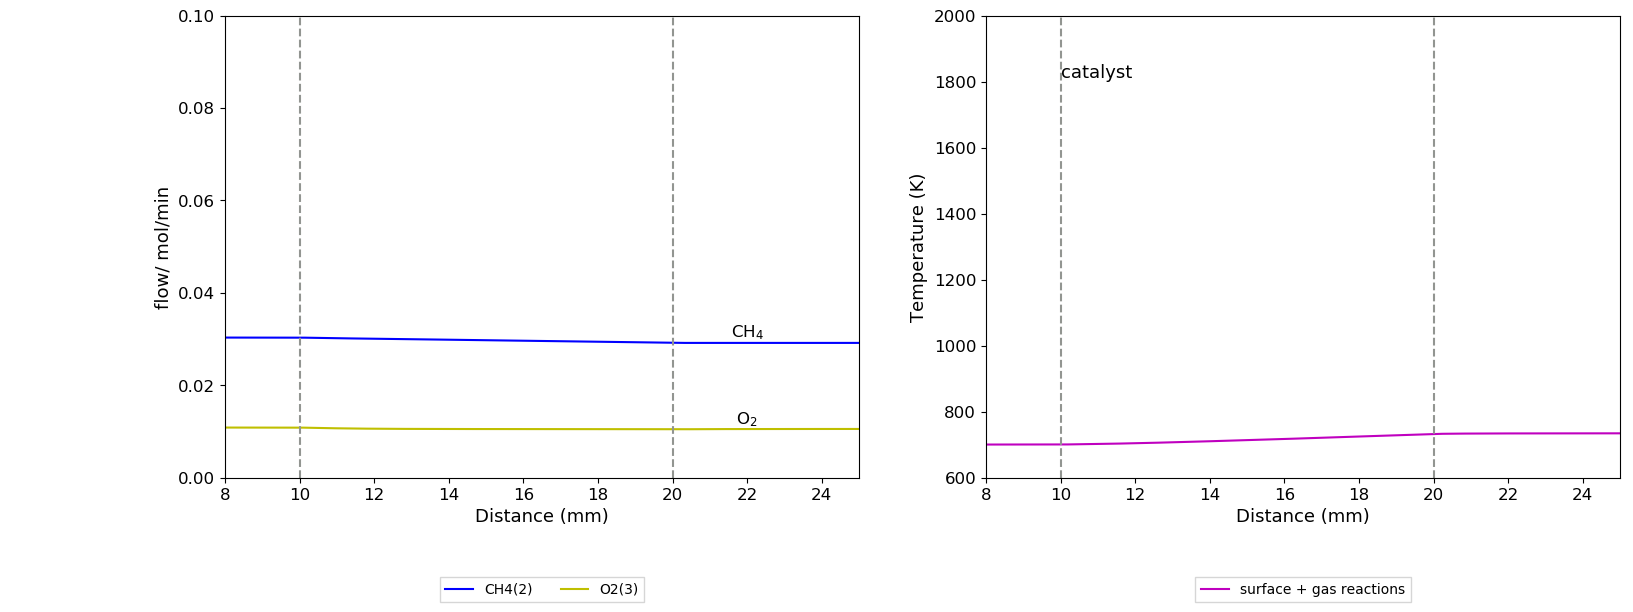 0.10
0.08
0.06
0.04
0.02
0.00
flow/ mol/min
CH₄
O₂
8 10 12 14 16 18 20 22 24
Distance (mm)
CH4(2) O2(3)
2000
1800
1600
1400
1200
1000
800
600
Temperature (K)
catalyst
8 10 12 14 16 18 20 22 24
Distance (mm)
surface + gas reactions